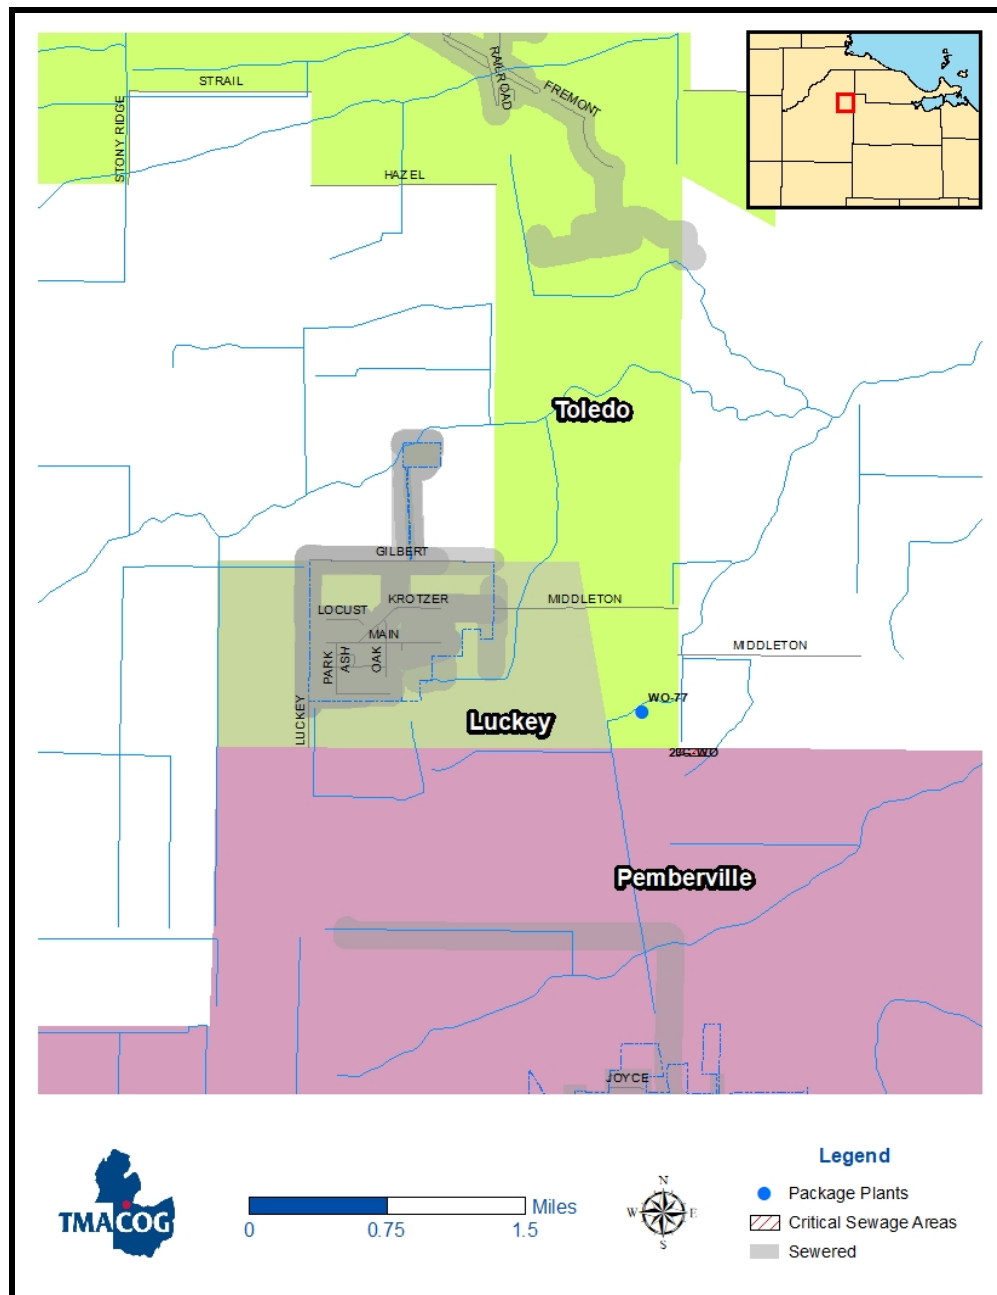 STRAIL
STONY RIDGE
RAILROAD
FREMONT
HAZEL
Toledo
GILBERT
KROTZER
LOCUST
MIDDLETON
MAIN
PARK
ASH
OAK
MIDDLETON
LUCKEY
WO-77
Luckey
Pemberville
JOYCE
TMACOG
Miles
0
0.75
1.5
N
W
E
S
Legend
Package Plants
Critical Sewage Areas
Sewered